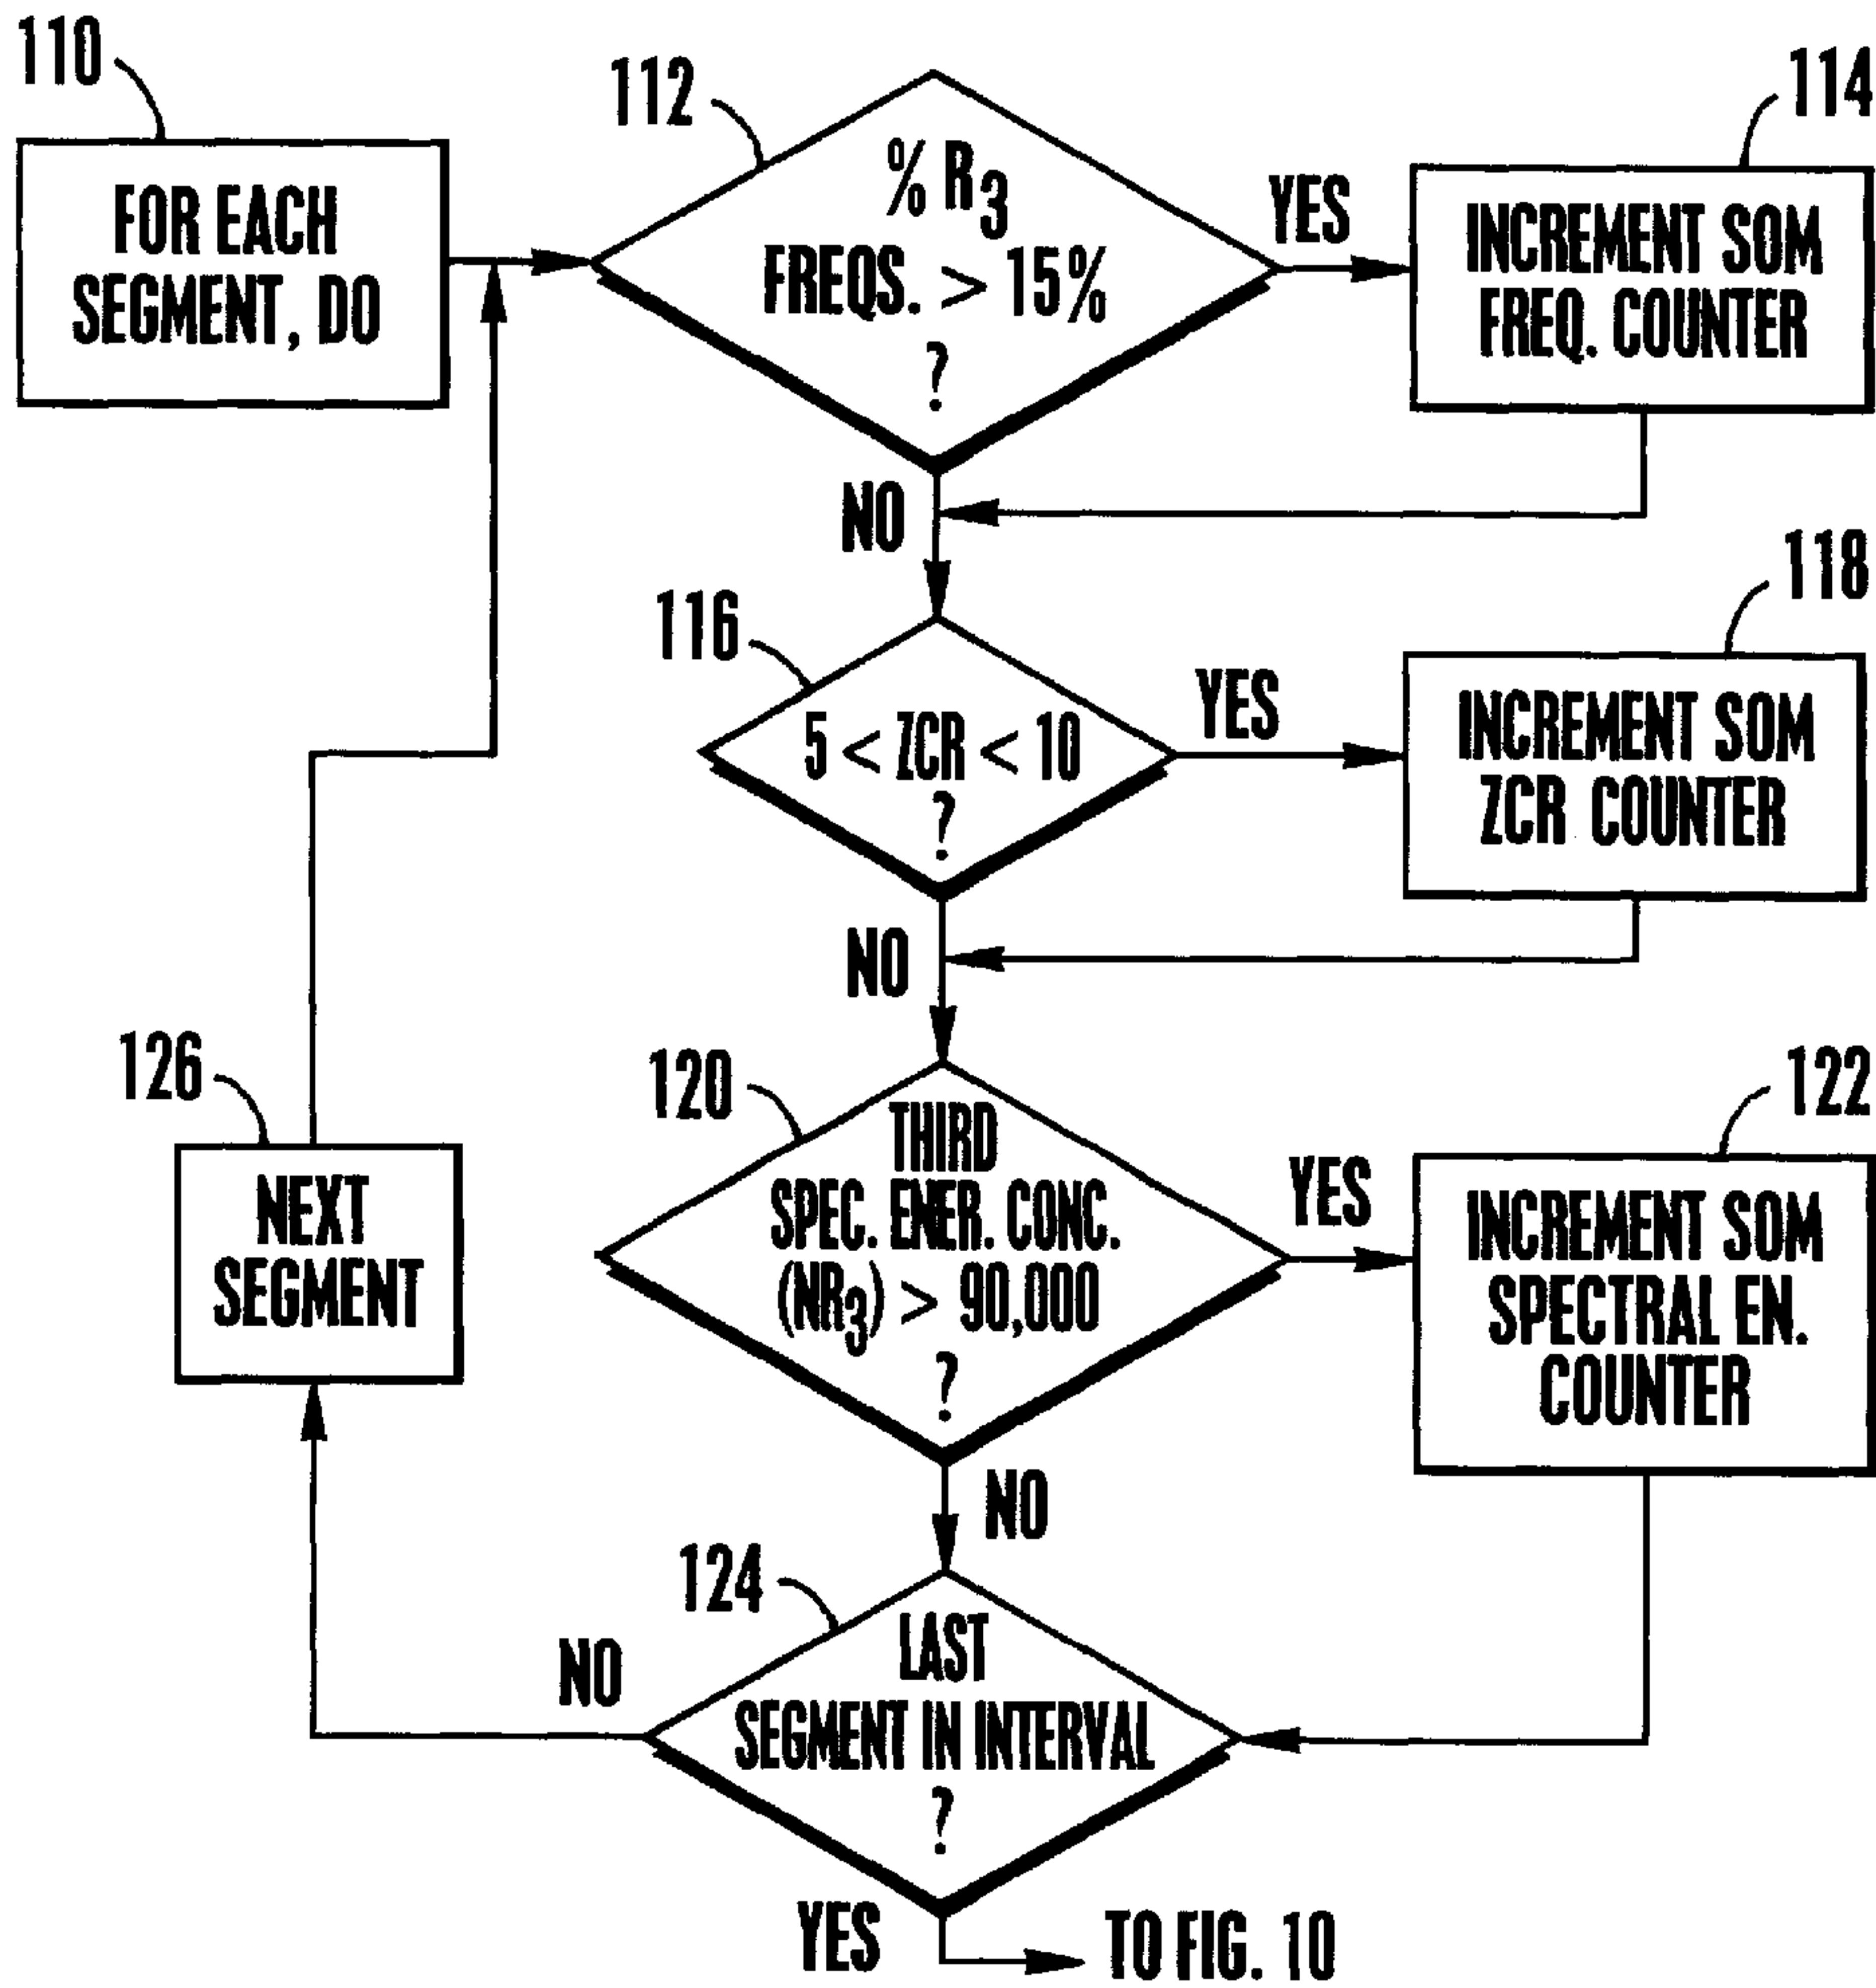 110
FOR EACH
SEGMENT, DO
112
% R3
FREQS. > 15%
?
YES
114
INCREMENT SOM
FREQ. COUNTER
NO
116
5 < ZCR < 10
?
YES
118
INCREMENT SOM
ZCR COUNTER
NO
120
THIRD
SPEC. ENER. CONC.
(NR3) > 90,000
?
YES
122
INCREMENT SOM
SPECTRAL EN.
COUNTER
NO
124
LAST
SEGMENT IN INTERVAL
?
NO
126
NEXT
SEGMENT
YES
TO FIG. 10